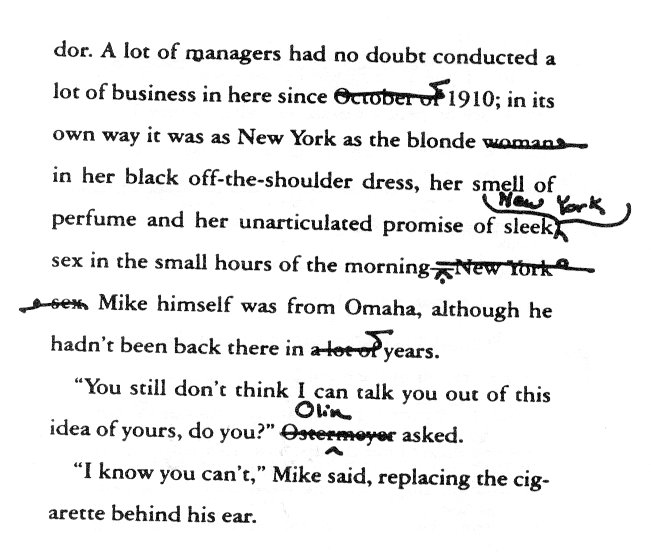 dor. A lot of managers had no doubt conducted a
lot of business in here since October of 1910; in its
own way it was as New York as the blonde woman
in her black off-the-shoulder dress, her smell of
New York
perfume and her unarticulated promise of sleek
sex in the small hours of the morning—New York
sex. Mike himself was from Omaha, although he
hadn't been back there in a lot of years.
"You still don't think I can talk you out of this
Olin
idea of yours, do you?" Ostermeyer asked.
"I know you can't," Mike said, replacing the cig-
arette behind his ear.